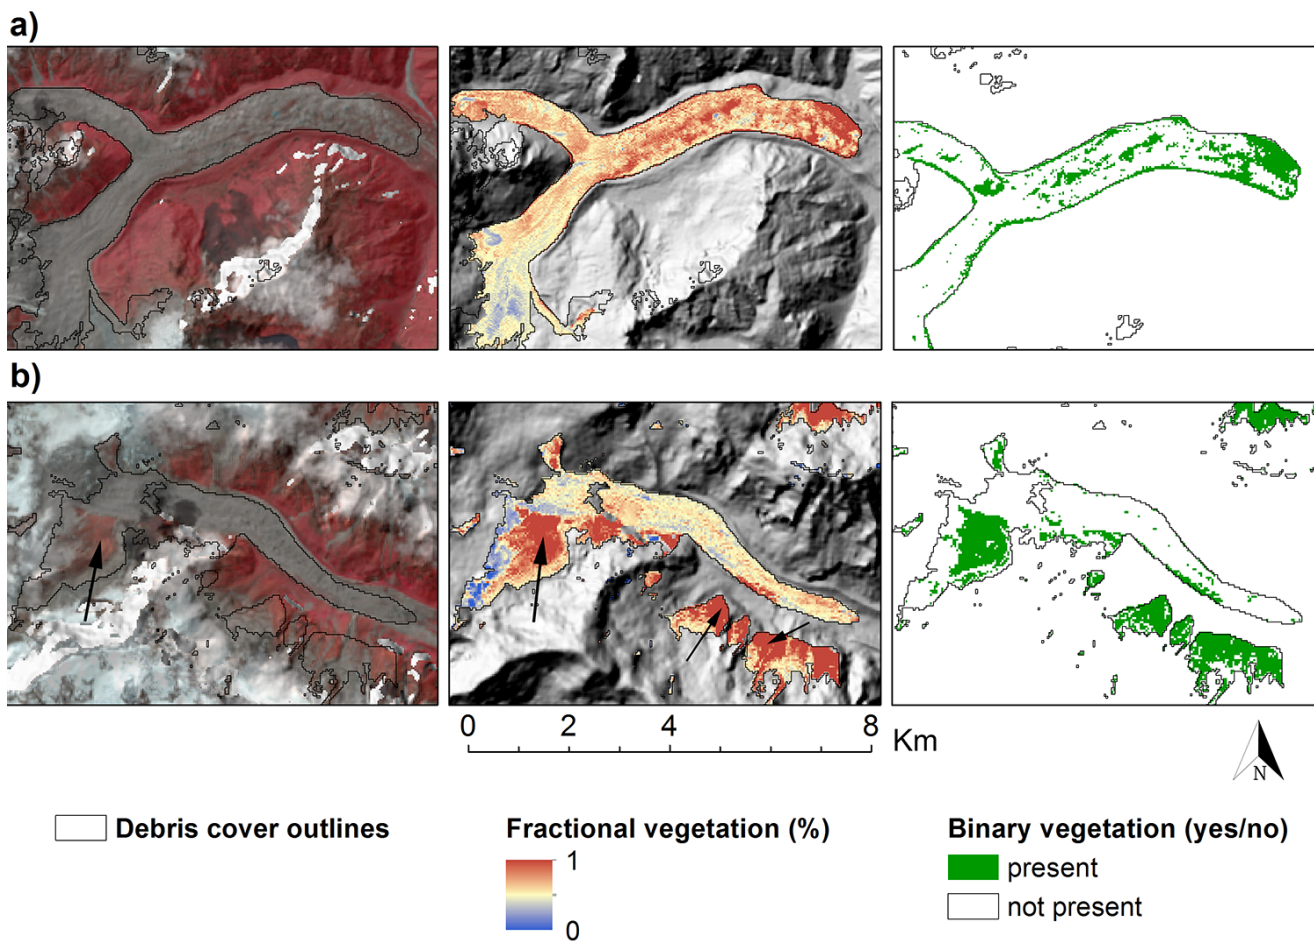 a)
b)
0 2 4 6 8
Km
N
Debris cover outlines
Fractional vegetation (%)
1
0
Binary vegetation (yes/no)
present
not present